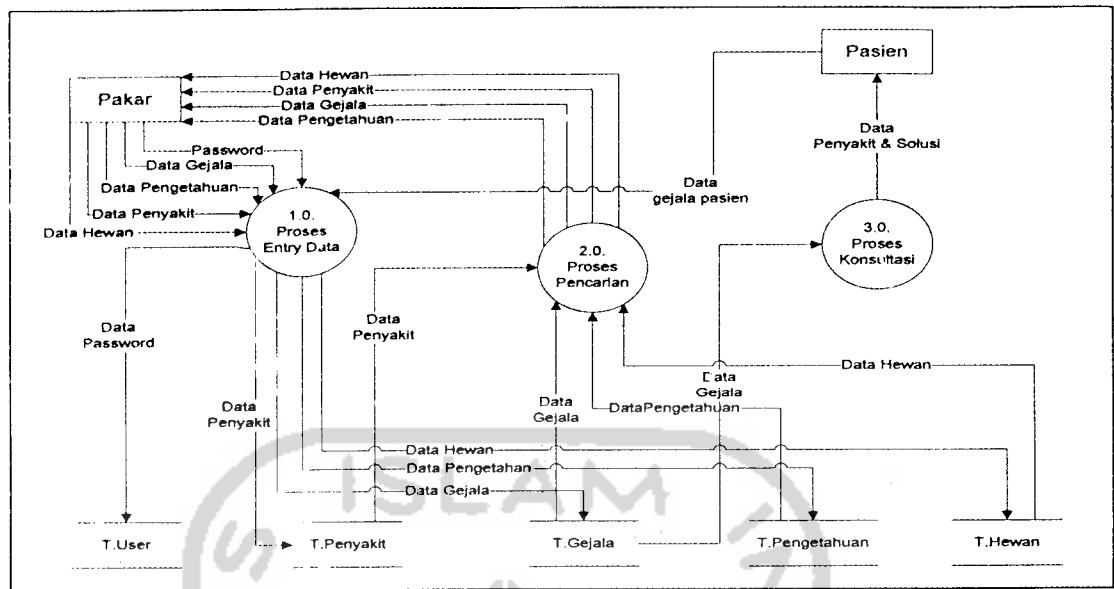 Pasien
Data Hewan
Data Penyakit
Data Gejala
Data Pengetahuan
Pakar
Password
Data Gejala
Data Pengetahuan
Data Penyakit
Data Hewan
1.0.
Proses
Entry Data
Data
gejala pasien
Data
Penyakit & Solusi
2.0.
Proses
Pencarian
3.0.
Proses
Konsultasi
Data
Password
Data
Penyakit
Data
Penyakit
Data
Gejala
DataPengetahuan
Data
Gejala
Data Hewan
Data Hewan
Data Pengetahan
Data Gejala
ISLAM
T.User
T.Penyakit
T.Gejala
T.Pengetahuan
T.Hewan